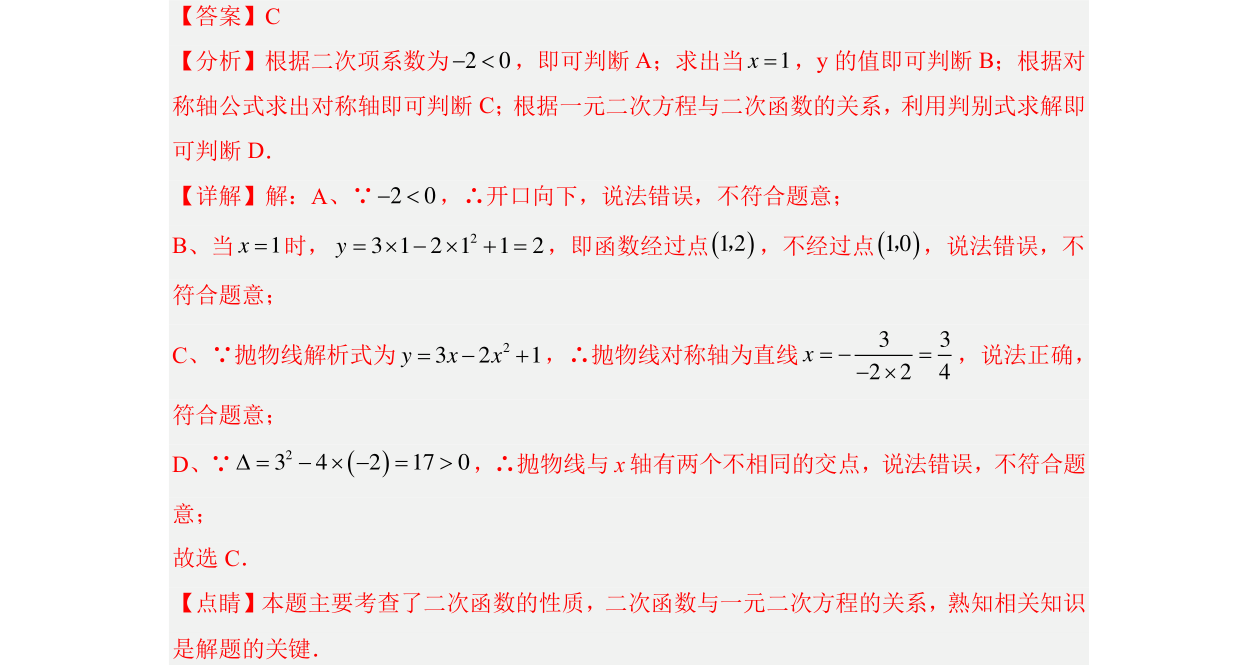 【答案】C
【分析】根据二次项系数为−2<0，即可判断 A；求出当x=1，y 的值即可判断 B；根据对
称轴公式求出对称轴即可判断 C；根据一元二次方程与二次函数的关系，利用判别式求解即
可判断 D．
【详解】解：A、∵−2<0，∴开口向下，说法错误，不符合题意；
B、当x=1时，y=3×1−2×1²+1=2，即函数经过点(1,2)，不经过点(1,0)，说法错误，不
符合题意；
C、∵抛物线解析式为y=3x−2x²+1，∴抛物线对称轴为直线x=−3/(−2×2)=3/4，说法正确，
符合题意；
D、∵Δ=3²−4×(−2)=17>0，∴抛物线与x轴有两个不相同的交点，说法错误，不符合题
意；
故选 C．
【点睛】本题主要考查了二次函数的性质，二次函数与一元二次方程的关系，熟知相关知识
是解题的关键．